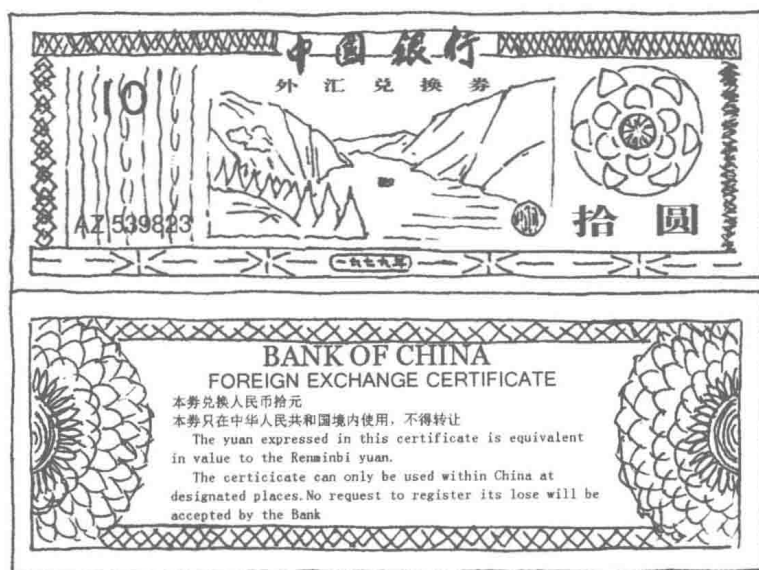 中国銀行
外汇兑换券
10
AZ 539823
拾圆
一九七九年
BANK OF CHINA
FOREIGN EXCHANGE CERTIFICATE
本券兑换人民币拾元
本券只在中华人民共和国境内使用，不得转让
The yuan expressed in this certificate is equivalent
in value to the Renminbi yuan.
The certicicate can only be used within China at
designated places.No request to register its lose will be
accepted by the Bank